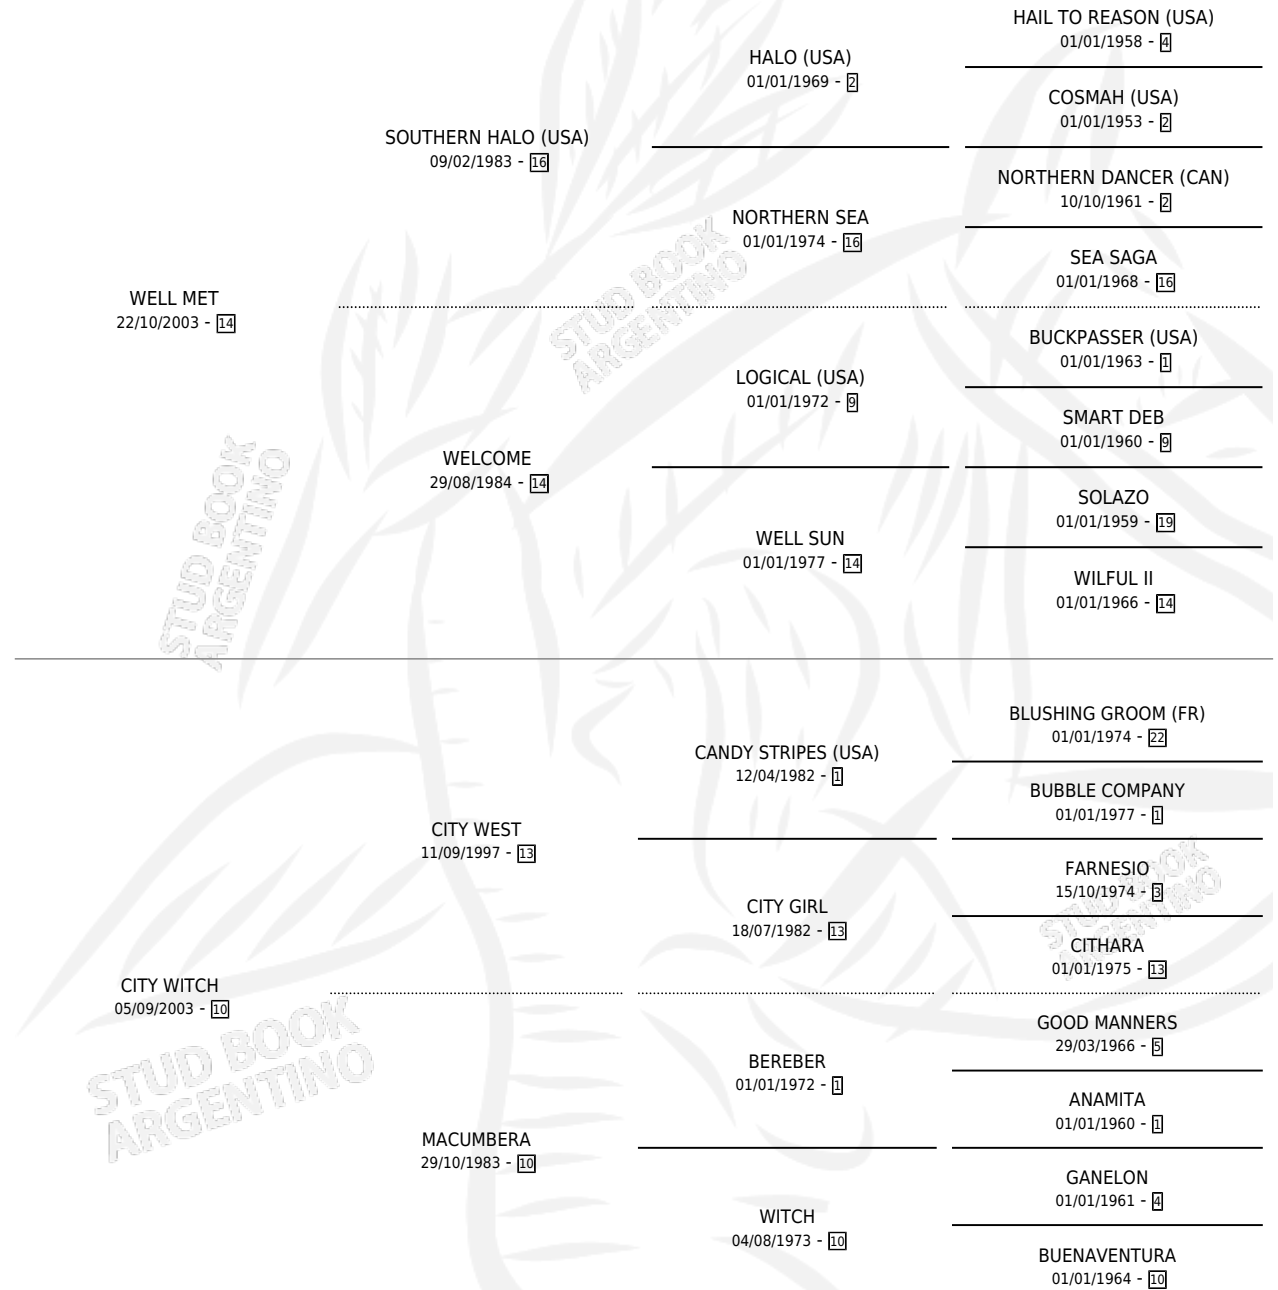 HAIL TO REASON (USA)
01/01/1958 - 4
HALO (USA)
01/01/1969 - 2
COSMAH (USA)
01/01/1953 - 2
SOUTHERN HALO (USA)
09/02/1983 - 16
NORTHERN DANCER (CAN)
10/10/1961 - 2
NORTHERN SEA
01/01/1974 - 16
SEA SAGA
01/01/1968 - 16
STUD BOOK
ARGENTINO
WELL MET
22/10/2003 - 14
BUCKPASSER (USA)
01/01/1963 - 1
LOGICAL (USA)
01/01/1972 - 9
SMART DEB
01/01/1960 - 9
WELCOME
29/08/1984 - 14
SOLAZO
01/01/1959 - 19
WELL SUN
01/01/1977 - 14
WILFUL II
01/01/1966 - 14
STUD BOOK
ARGENTINO
BLUSHING GROOM (FR)
01/01/1974 - 22
CANDY STRIPES (USA)
12/04/1982 - 1
BUBBLE COMPANY
01/01/1977 - 1
CITY WEST
11/09/1997 - 13
FARNESIO
15/10/1974 - 3
CITY GIRL
18/07/1982 - 13
CITHARA
01/01/1975 - 13
STUD BOOK
ARGENTINO
CITY WITCH
05/09/2003 - 10
GOOD MANNERS
29/03/1966 - 5
BEREBER
01/01/1972 - 1
ANAMITA
01/01/1960 - 1
MACUMBERA
29/10/1983 - 10
GANELON
01/01/1961 - 4
WITCH
04/08/1973 - 10
BUENAVENTURA
01/01/1964 - 10
STUD BOOK
ARGENTINO